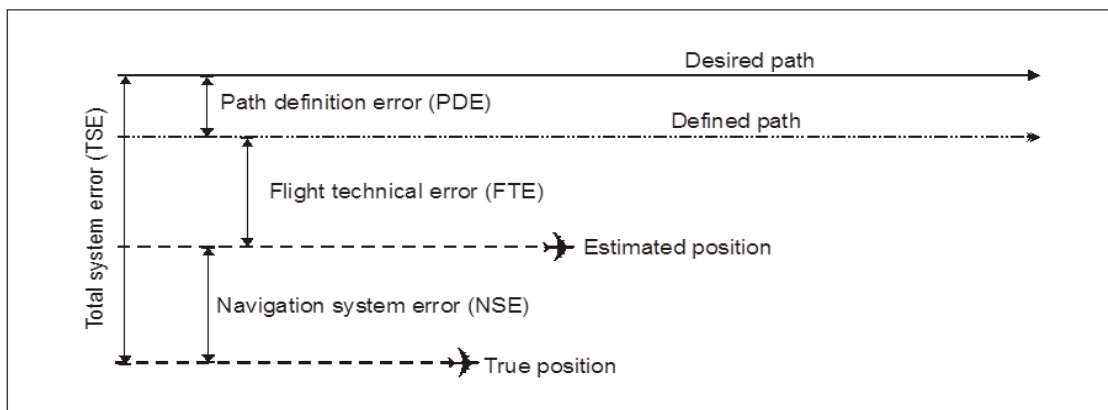 Desired path
Path definition error (PDE)
Defined path
Total system error (TSE)
Flight technical error (FTE)
Estimated position
Navigation system error (NSE)
True position